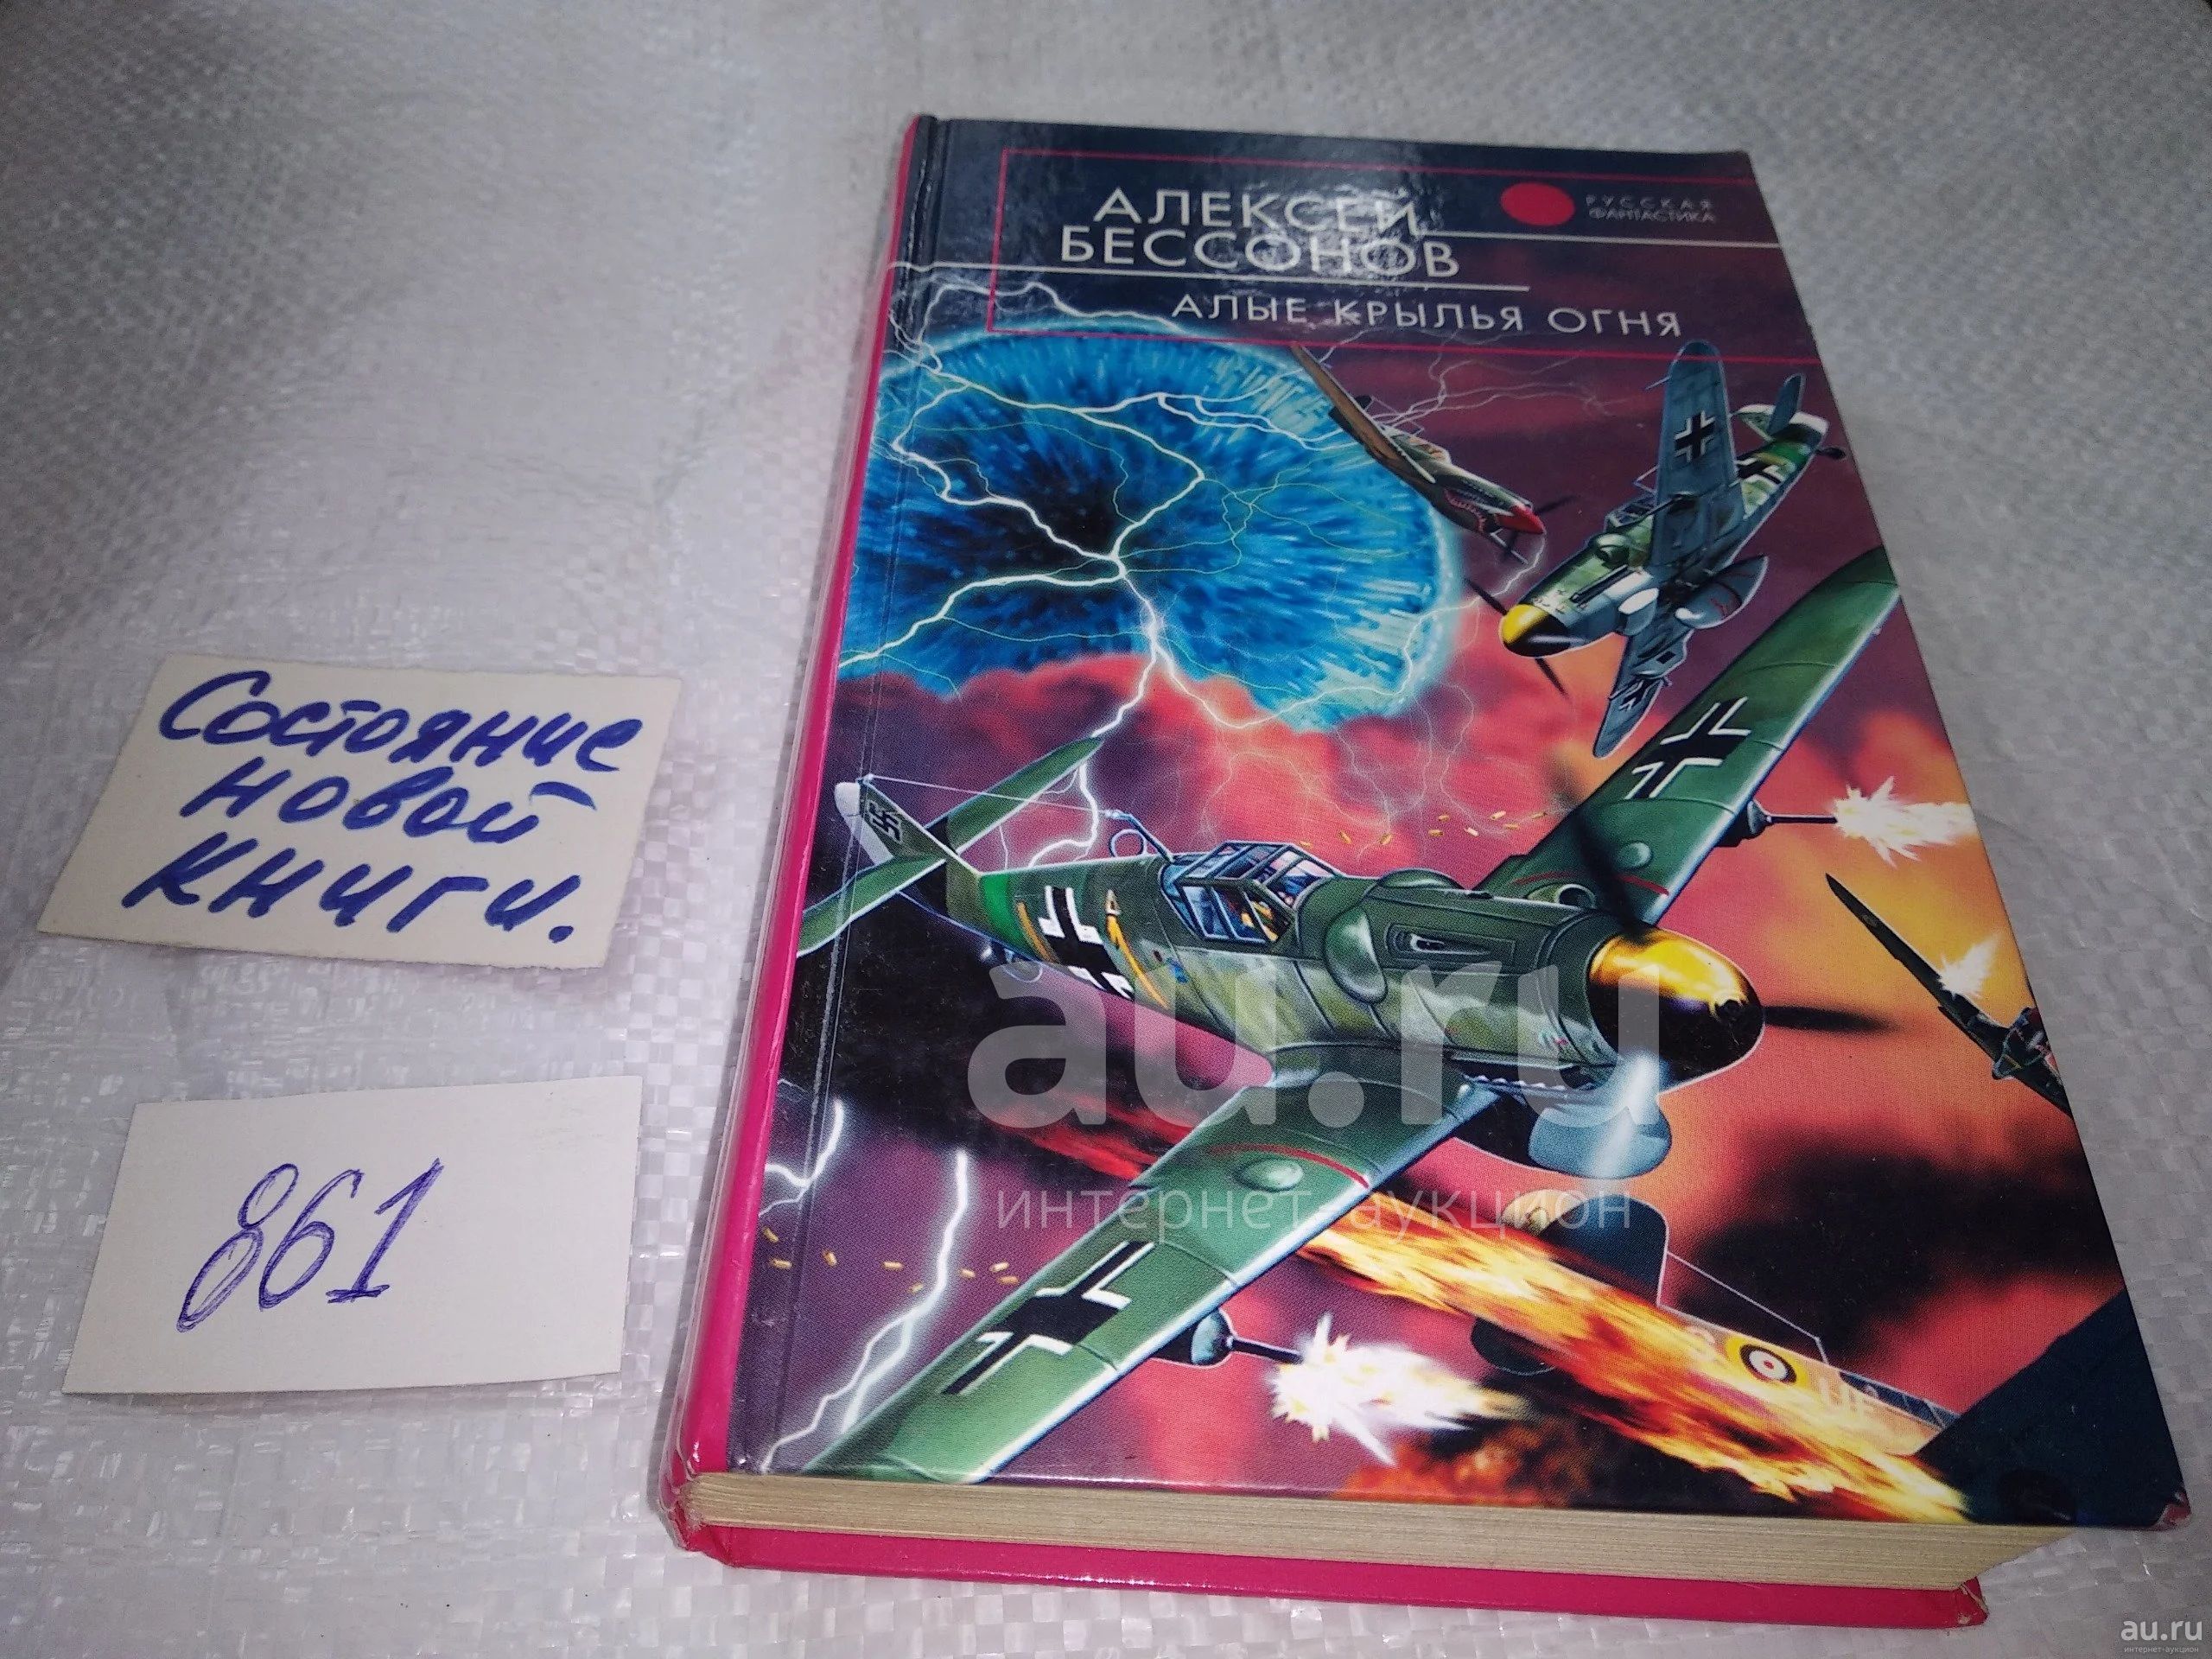 АЛЕКСЕЙ
БЕССОНОВ
РУССКАЯ
ФАНТАСТИКА
АЛЫЕ КРЫЛЬЯ ОГНЯ
Состояние
новой
книги.
861
au.ru
интернет-аукцион
au.ru
интернет-аукцион